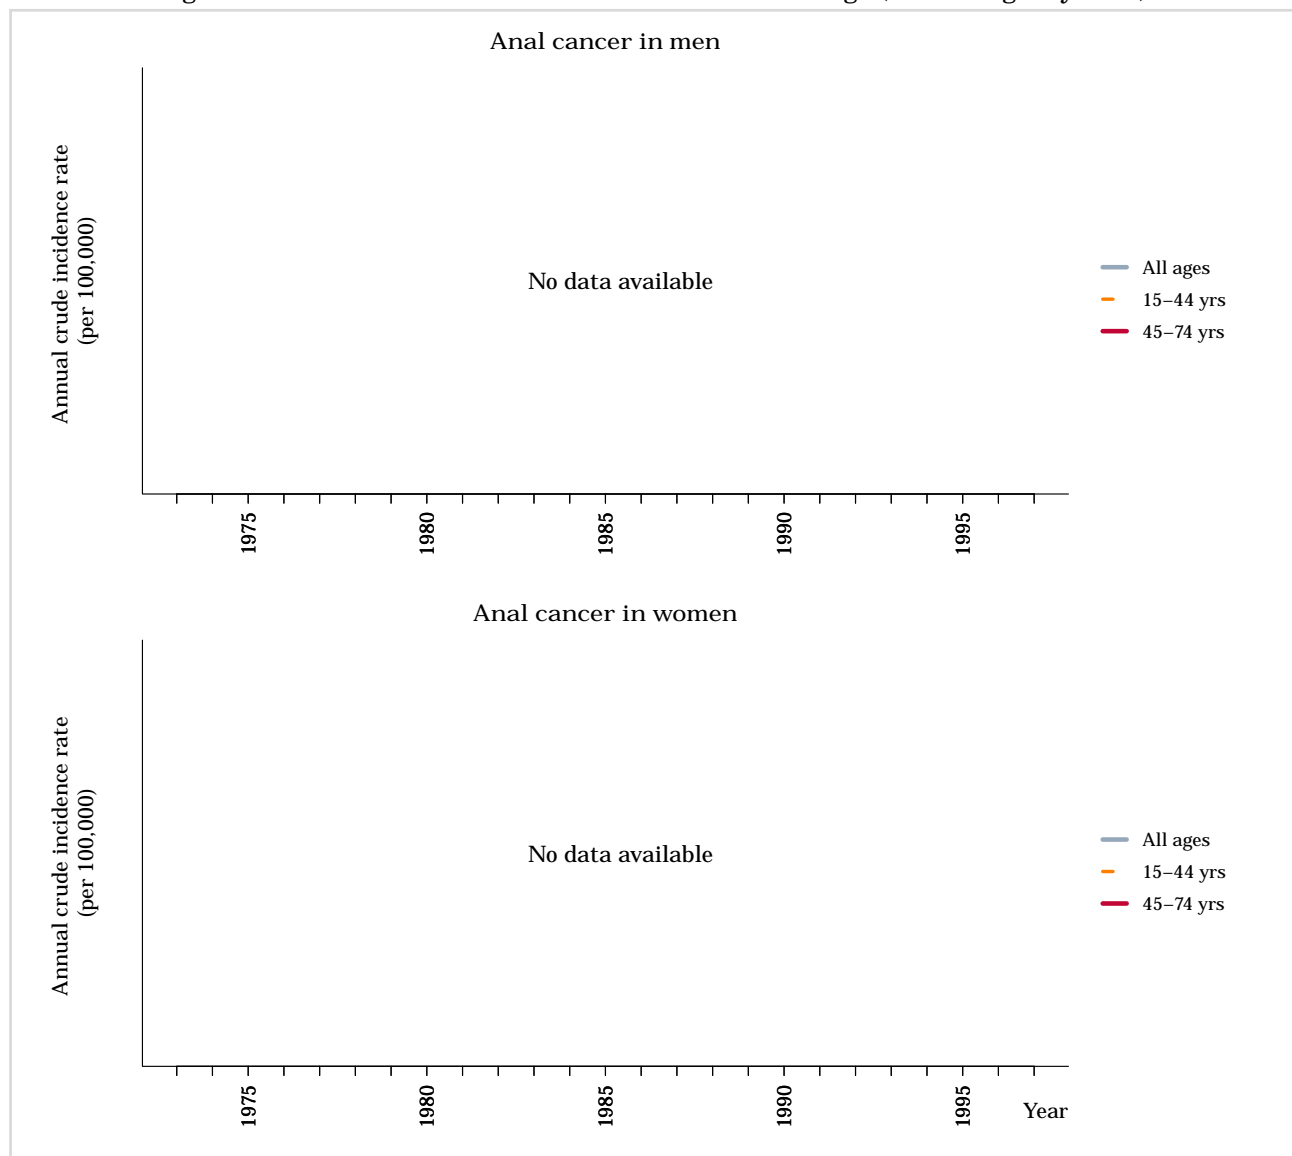 Anal cancer in men
Annual crude incidence rate
(per 100,000)
No data available
All ages
15–44 yrs
45–74 yrs
1975
1980
1985
1990
1995
Anal cancer in women
Annual crude incidence rate
(per 100,000)
No data available
All ages
15–44 yrs
45–74 yrs
1975
1980
1985
1990
1995
Year